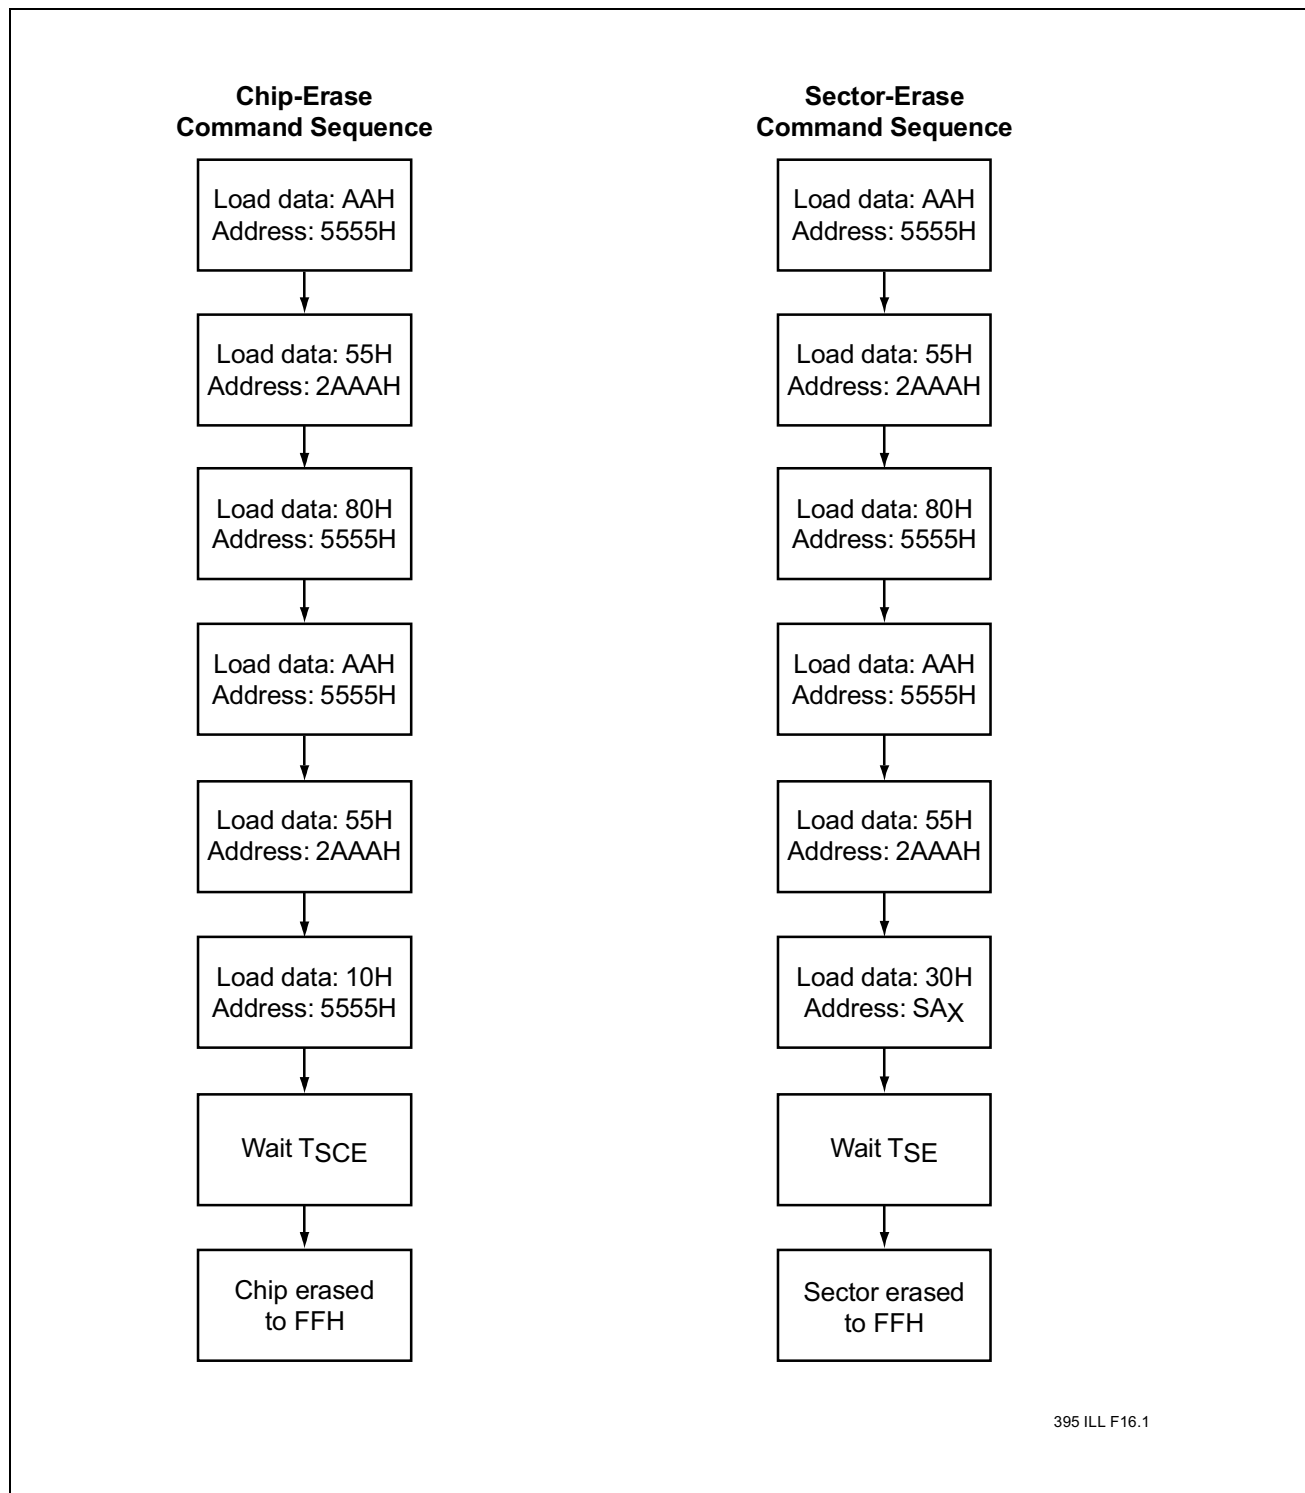 Chip-Erase
Command Sequence
Load data: AAH
Address: 5555H
Load data: 55H
Address: 2AAAH
Load data: 80H
Address: 5555H
Load data: AAH
Address: 5555H
Load data: 55H
Address: 2AAAH
Load data: 10H
Address: 5555H
Wait TSCE
Chip erased
to FFH
Sector-Erase
Command Sequence
Load data: AAH
Address: 5555H
Load data: 55H
Address: 2AAAH
Load data: 80H
Address: 5555H
Load data: AAH
Address: 5555H
Load data: 55H
Address: 2AAAH
Load data: 30H
Address: SAX
Wait TSE
Sector erased
to FFH
395 ILL F16.1